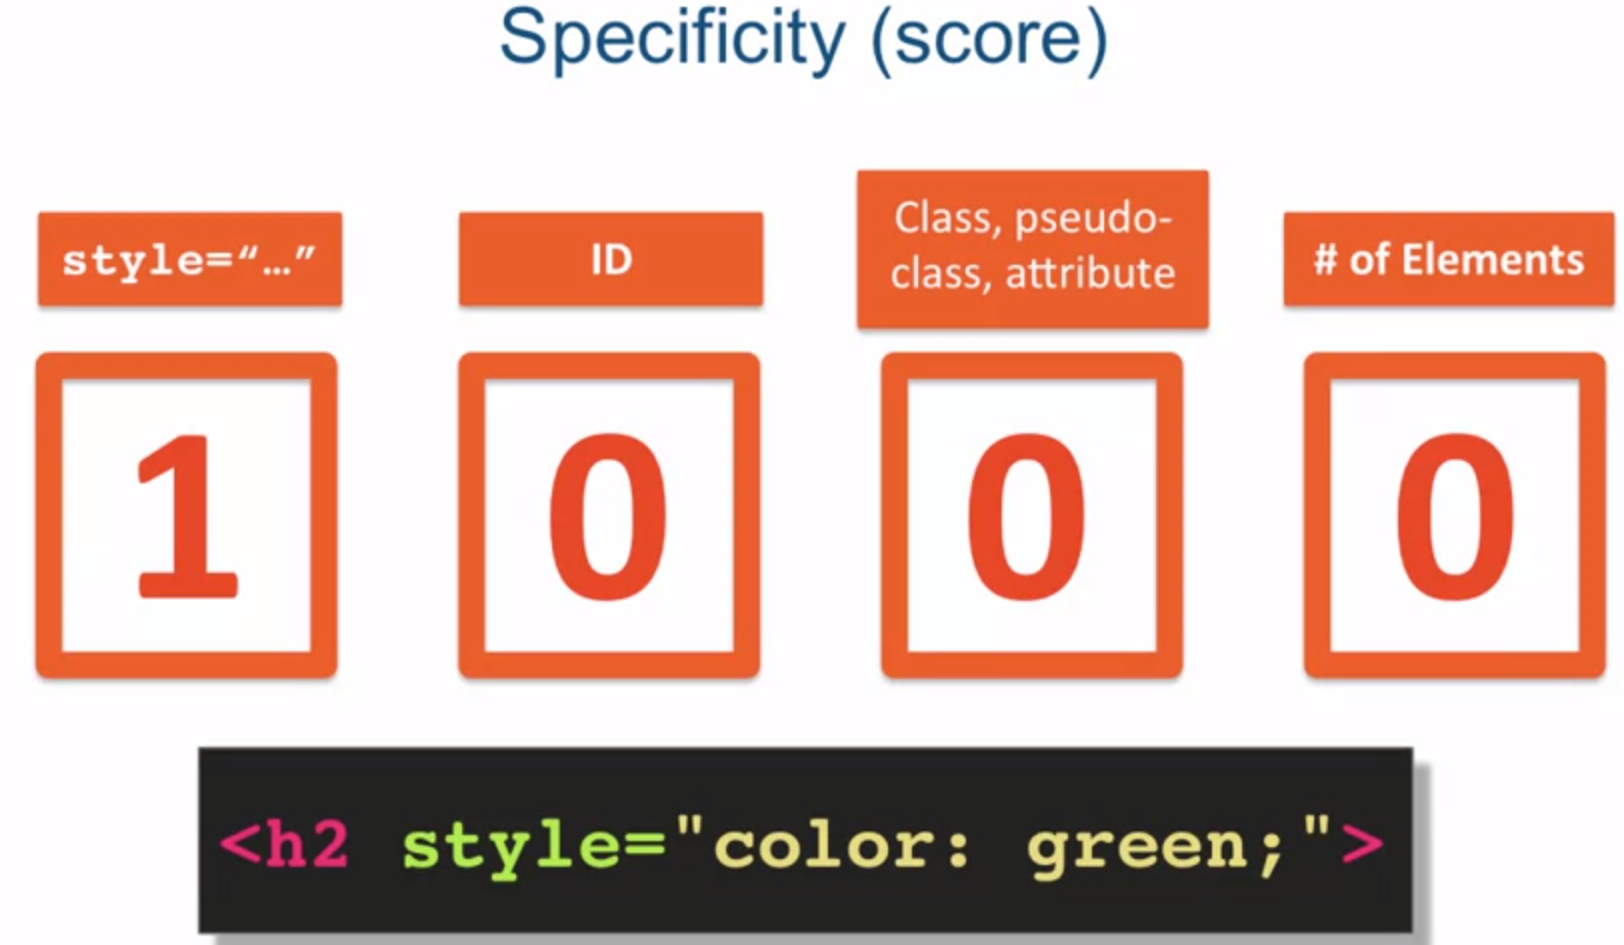 Specificity (score)
style=“…”
ID
Class, pseudo-
class, attribute
# of Elements
1
0
0
0
<h2 style="color: green;">